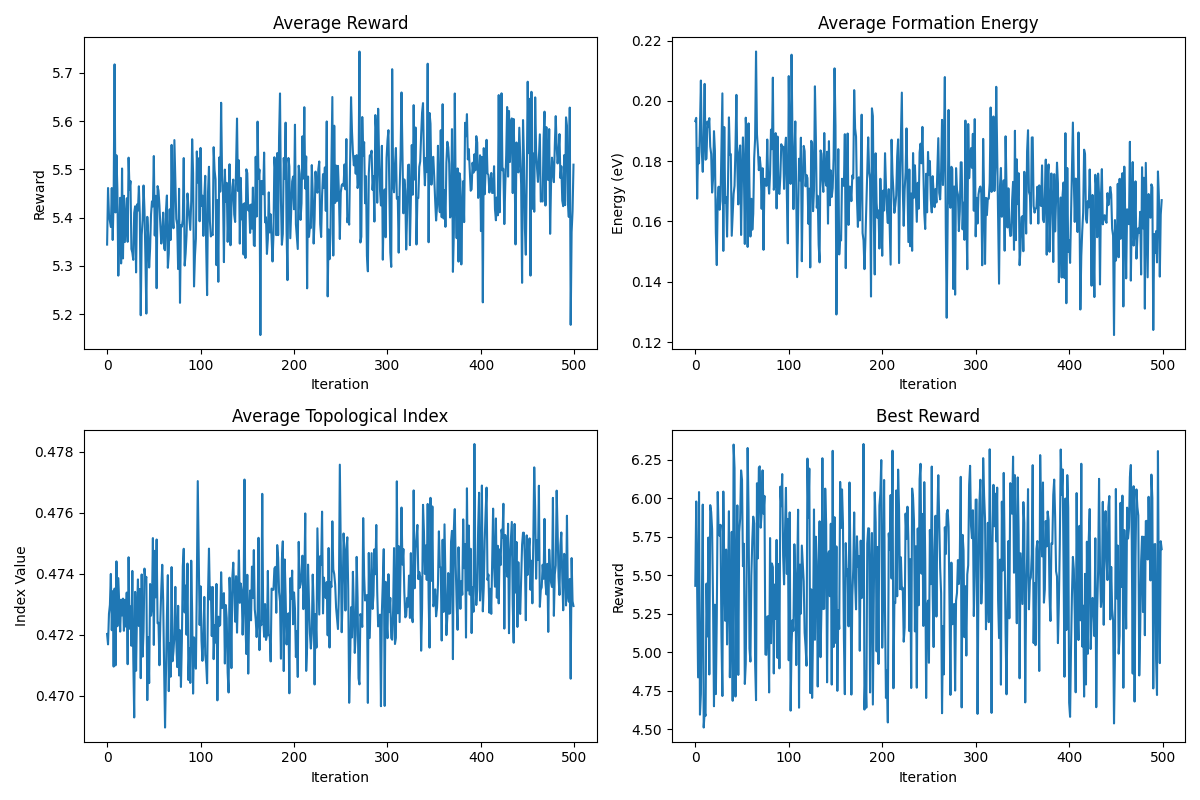 Average Reward
Reward
5.7
5.6
5.5
5.4
5.3
5.2
0 100 200 300 400 500
Iteration
Average Formation Energy
Energy (eV)
0.22
0.20
0.18
0.16
0.14
0.12
0 100 200 300 400 500
Iteration
Average Topological Index
Index Value
0.478
0.476
0.474
0.472
0.470
0 100 200 300 400 500
Iteration
Best Reward
Reward
6.25
6.00
5.75
5.50
5.25
5.00
4.75
4.50
0 100 200 300 400 500
Iteration